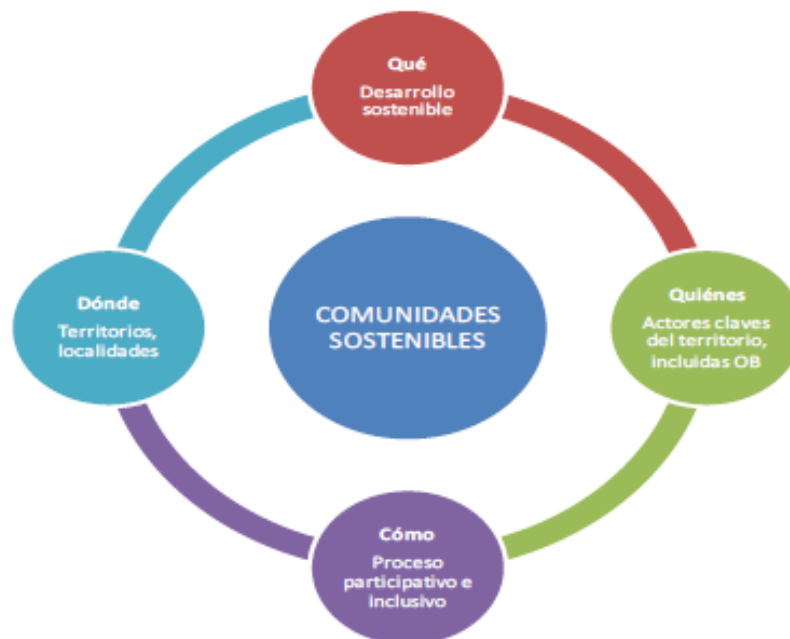 Qué
Desarrollo
sostenible
Dónde
Territorios,
localidades
COMUNIDADES
SOSTENIBLES
Quiénes
Actores claves
del territorio,
incluidas OB
Cómo
Proceso
participativo e
inclusivo